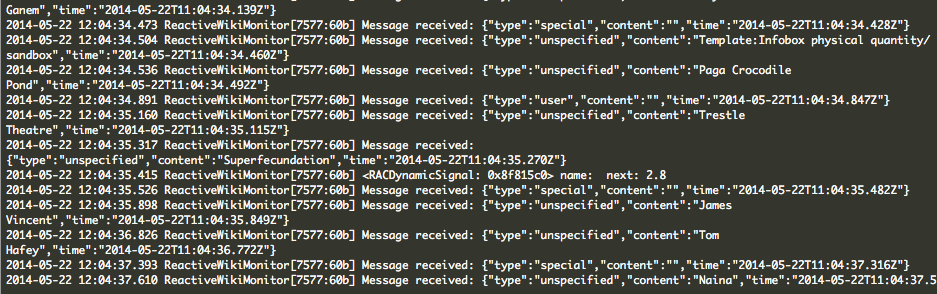 Ganem","time":"2014-05-22T11:04:34.139Z"}
2014-05-22 12:04:34.473 ReactiveWikiMonitor[7577:60b] Message received: {"type":"special","content":"","time":"2014-05-22T11:04:34.428Z"}
2014-05-22 12:04:34.504 ReactiveWikiMonitor[7577:60b] Message received: {"type":"unspecified","content":"Template:Infobox physical quantity/
sandbox","time":"2014-05-22T11:04:34.460Z"}
2014-05-22 12:04:34.536 ReactiveWikiMonitor[7577:60b] Message received: {"type":"unspecified","content":"Paga Crocodile
Pond","time":"2014-05-22T11:04:34.492Z"}
2014-05-22 12:04:34.891 ReactiveWikiMonitor[7577:60b] Message received: {"type":"user","content":"","time":"2014-05-22T11:04:34.847Z"}
2014-05-22 12:04:35.160 ReactiveWikiMonitor[7577:60b] Message received: {"type":"unspecified","content":"Trestle
Theatre","time":"2014-05-22T11:04:35.115Z"}
2014-05-22 12:04:35.317 ReactiveWikiMonitor[7577:60b] Message received:
{"type":"unspecified","content":"Superfecundation","time":"2014-05-22T11:04:35.270Z"}
2014-05-22 12:04:35.415 ReactiveWikiMonitor[7577:60b] <RACDynamicSignal: 0x8f815c0> name:  next: 2.8
2014-05-22 12:04:35.526 ReactiveWikiMonitor[7577:60b] Message received: {"type":"special","content":"","time":"2014-05-22T11:04:35.482Z"}
2014-05-22 12:04:35.898 ReactiveWikiMonitor[7577:60b] Message received: {"type":"unspecified","content":"James
Vincent","time":"2014-05-22T11:04:35.849Z"}
2014-05-22 12:04:36.826 ReactiveWikiMonitor[7577:60b] Message received: {"type":"unspecified","content":"Tom
Hafey","time":"2014-05-22T11:04:36.772Z"}
2014-05-22 12:04:37.393 ReactiveWikiMonitor[7577:60b] Message received: {"type":"special","content":"","time":"2014-05-22T11:04:37.316Z"}
2014-05-22 12:04:37.610 ReactiveWikiMonitor[7577:60b] Message received: {"type":"unspecified","content":"Naina","time":"2014-05-22T11:04:37.5